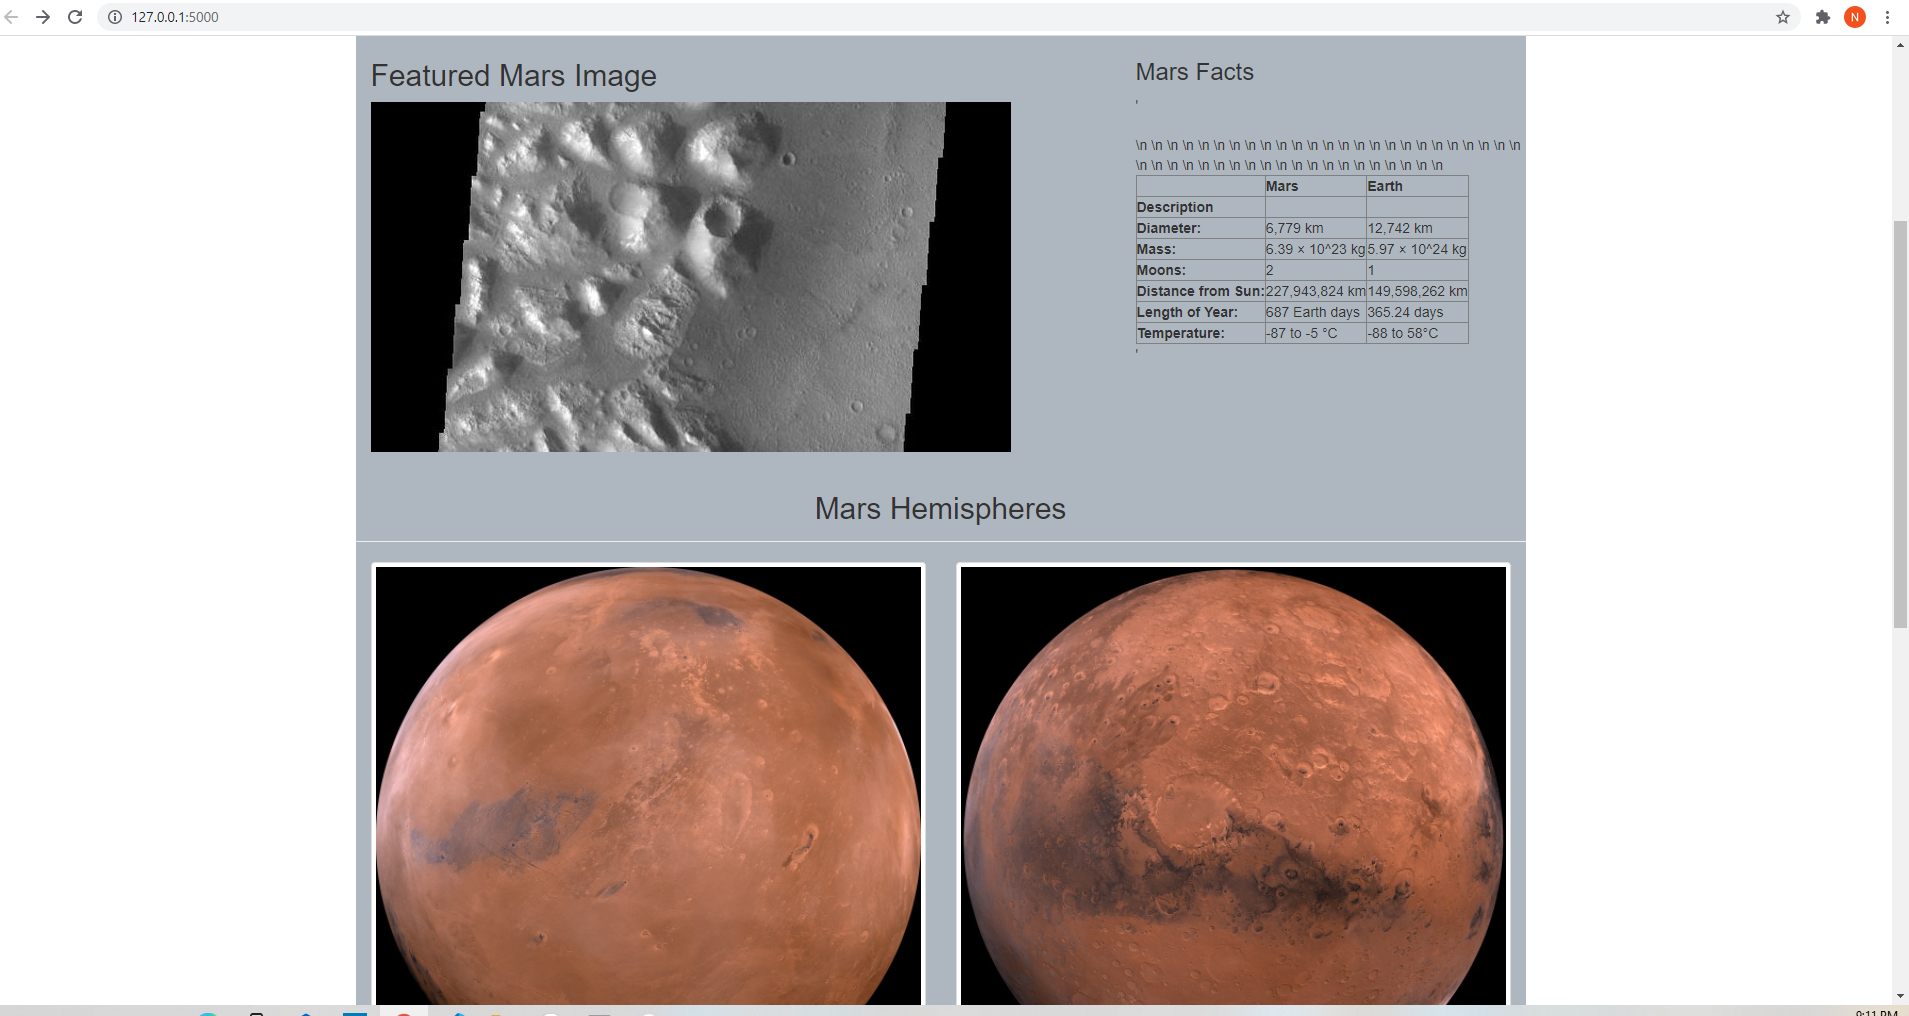 127.0.0.1:5000
N
Featured Mars Image
Mars Facts
'
\n \n \n \n \n \n \n \n \n \n \n \n \n \n \n \n \n \n \n \n \n \n \n \n \n
\n \n \n \n \n \n \n \n \n \n \n \n \n \n \n \n \n \n \n \n
Mars Earth
Description
Diameter: 6,779 km 12,742 km
Mass: 6.39 × 10^23 kg 5.97 × 10^24 kg
Moons: 2 1
Distance from Sun: 227,943,824 km 149,598,262 km
Length of Year: 687 Earth days 365.24 days
Temperature: -87 to -5 °C -88 to 58°C
'
Mars Hemispheres